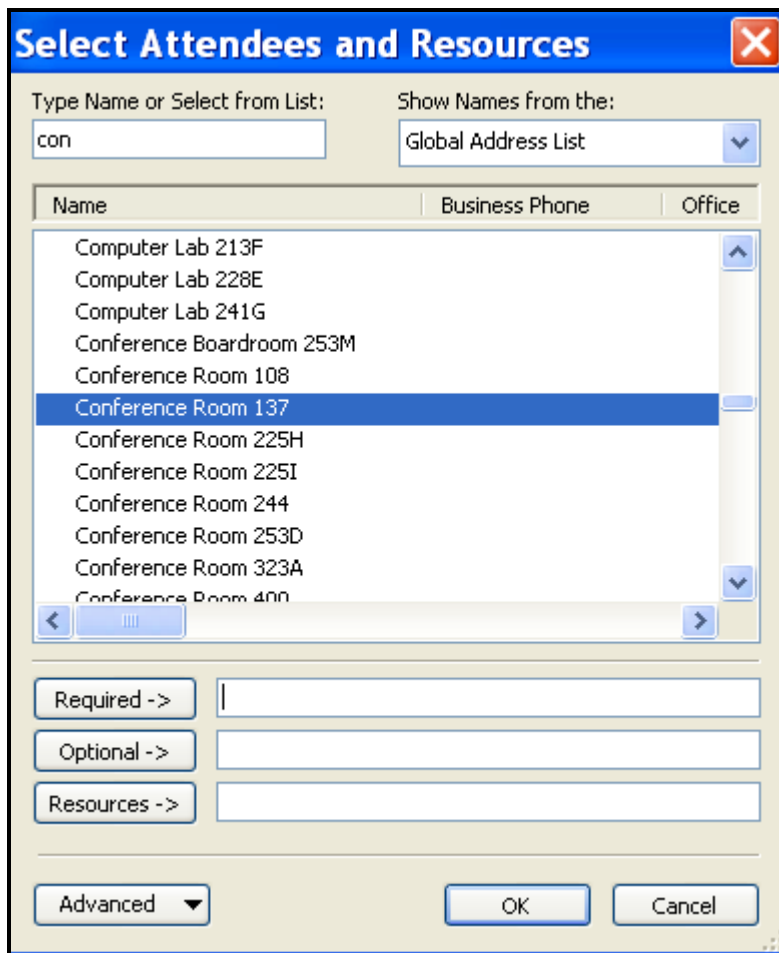 Select Attendees and Resources
Type Name or Select from List: Show Names from the:
con Global Address List
Name Business Phone Office
Computer Lab 213F
Computer Lab 228E
Computer Lab 241G
Conference Boardroom 253M
Conference Room 108
Conference Room 137
Conference Room 225H
Conference Room 225I
Conference Room 244
Conference Room 253D
Conference Room 323A
Conference Room 400
Required ->
Optional ->
Resources ->
Advanced OK Cancel